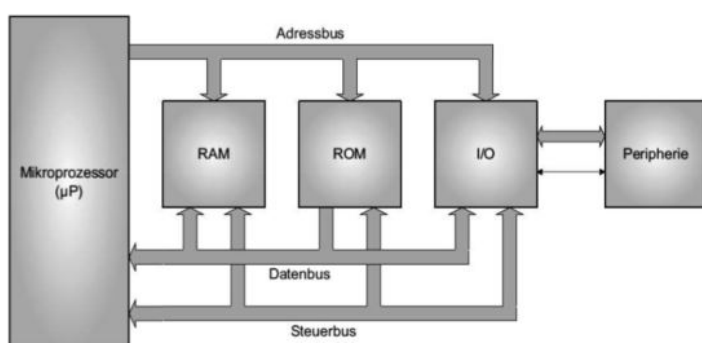 Adressbus
Mikroprozessor
(µP)
RAM
ROM
I/O
Peripherie
Datenbus
Steuerbus